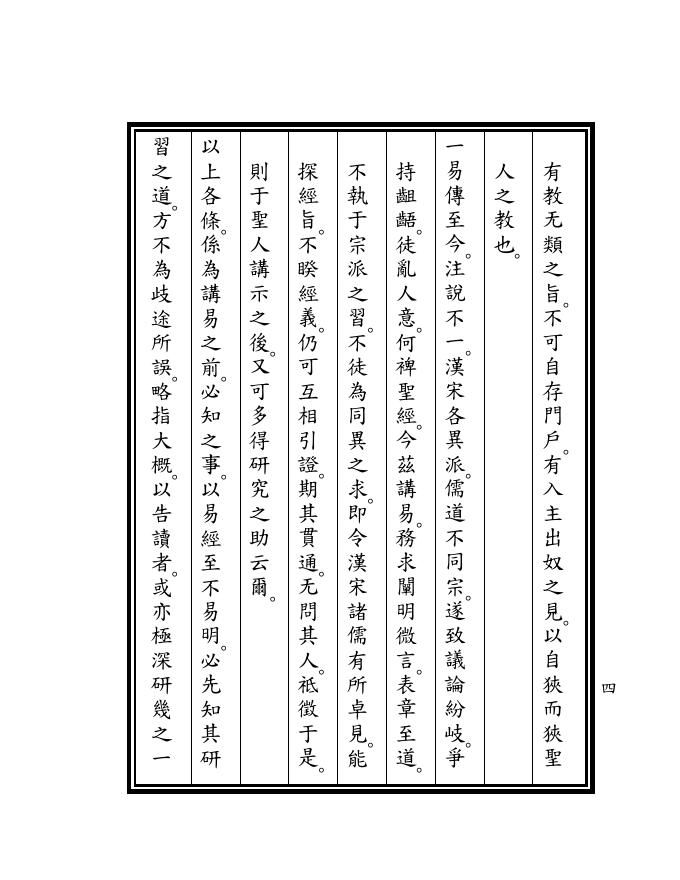 有教无類之旨。不可自存門戶。有入主出奴之見。以自狹而狹聖
人之教也。
一易傳至今。注說不一。漢宋各異派。儒道不同宗。遂致議論紛岐。爭
持齟齬。徒亂人意。何裨聖經。今茲講易。務求闡明微言。表章至道。
不執于宗派之習。不徒為同異之求。即令漢宋諸儒有所卓見。能
探經旨。不睽經義。仍可互相引證。期其貫通。无問其人。祇徵于是。
則于聖人講示之後。又可多得研究之助云爾。
以上各條。係為講易之前。必知之事。以易經至不易明。必先知其研
習之道。方不為歧途所誤。略指大概。以告讀者。或亦極深研幾之一
四